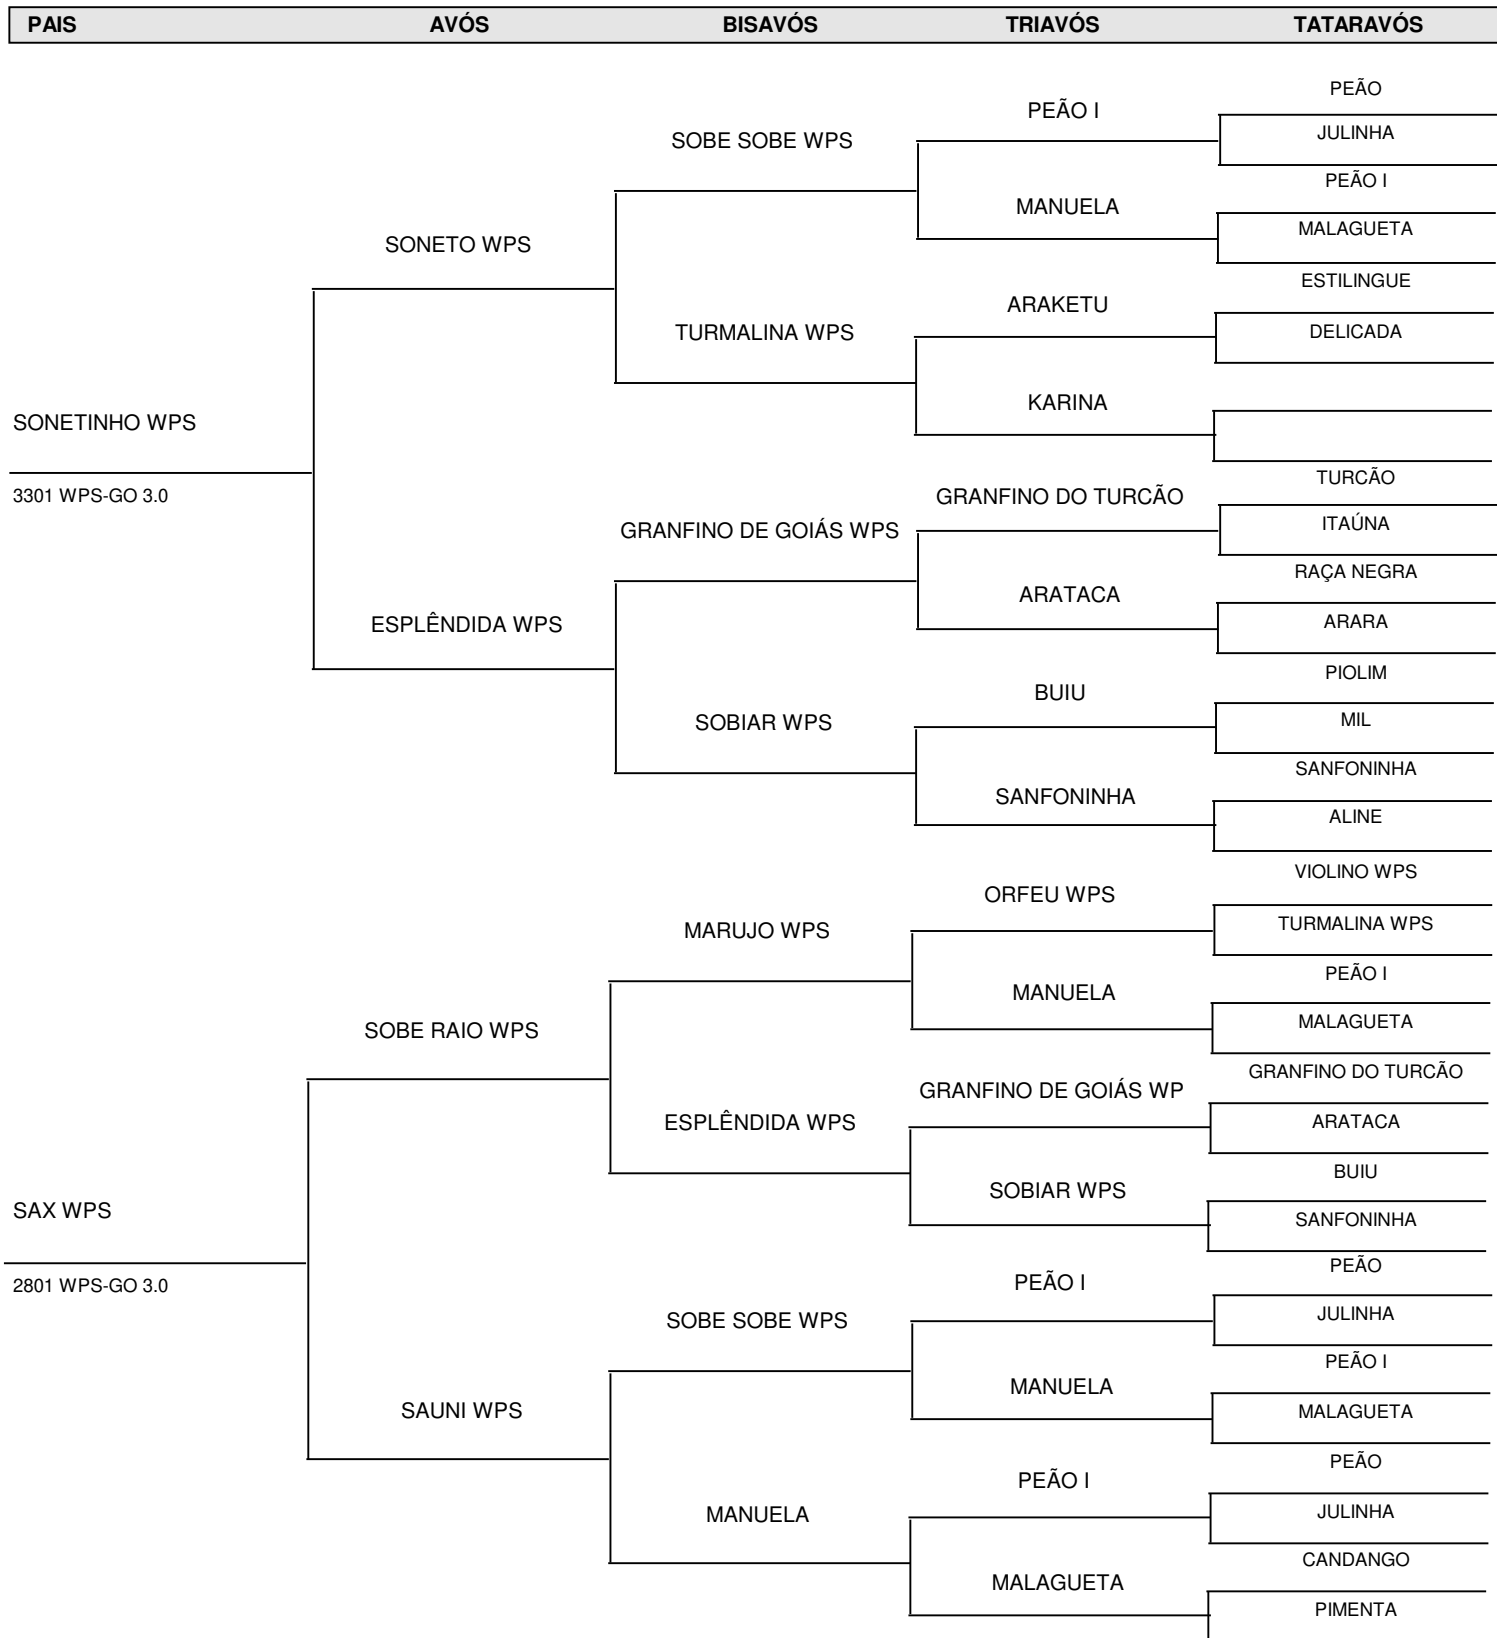 PAIS AVÓS BISAVÓS TRIAVÓS TATARAVÓS
PEÃO
PEÃO I
JULINHA
SOBE SOBE WPS
PEÃO I
MANUELA
MALAGUETA
SONETO WPS
ESTILINGUE
ARAKETU
TURMALINA WPS
DELICADA
KARINA
SONETINHO WPS
TURCÃO
3301 WPS-GO 3.0
GRANFINO DO TURCÃO
ITAÚNA
GRANFINO DE GOIÁS WPS
RAÇA NEGRA
ARATACA
ARARA
ESPLÊNDIDA WPS
PIOLIM
BUIU
MIL
SOBIAR WPS
SANFONINHA
SANFONINHA
ALINE
VIOLINO WPS
ORFEU WPS
TURMALINA WPS
MARUJO WPS
PEÃO I
MANUELA
MALAGUETA
SOBE RAIO WPS
GRANFINO DO TURCÃO
GRANFINO DE GOIÁS WP
ESPLÊNDIDA WPS
ARATACA
BUIU
SOBIAR WPS
SAX WPS
SANFONINHA
PEÃO
2801 WPS-GO 3.0
PEÃO I
JULINHA
SOBE SOBE WPS
PEÃO I
MANUELA
SAUNI WPS
MALAGUETA
PEÃO
PEÃO I
JULINHA
MANUELA
CANDANGO
MALAGUETA
PIMENTA